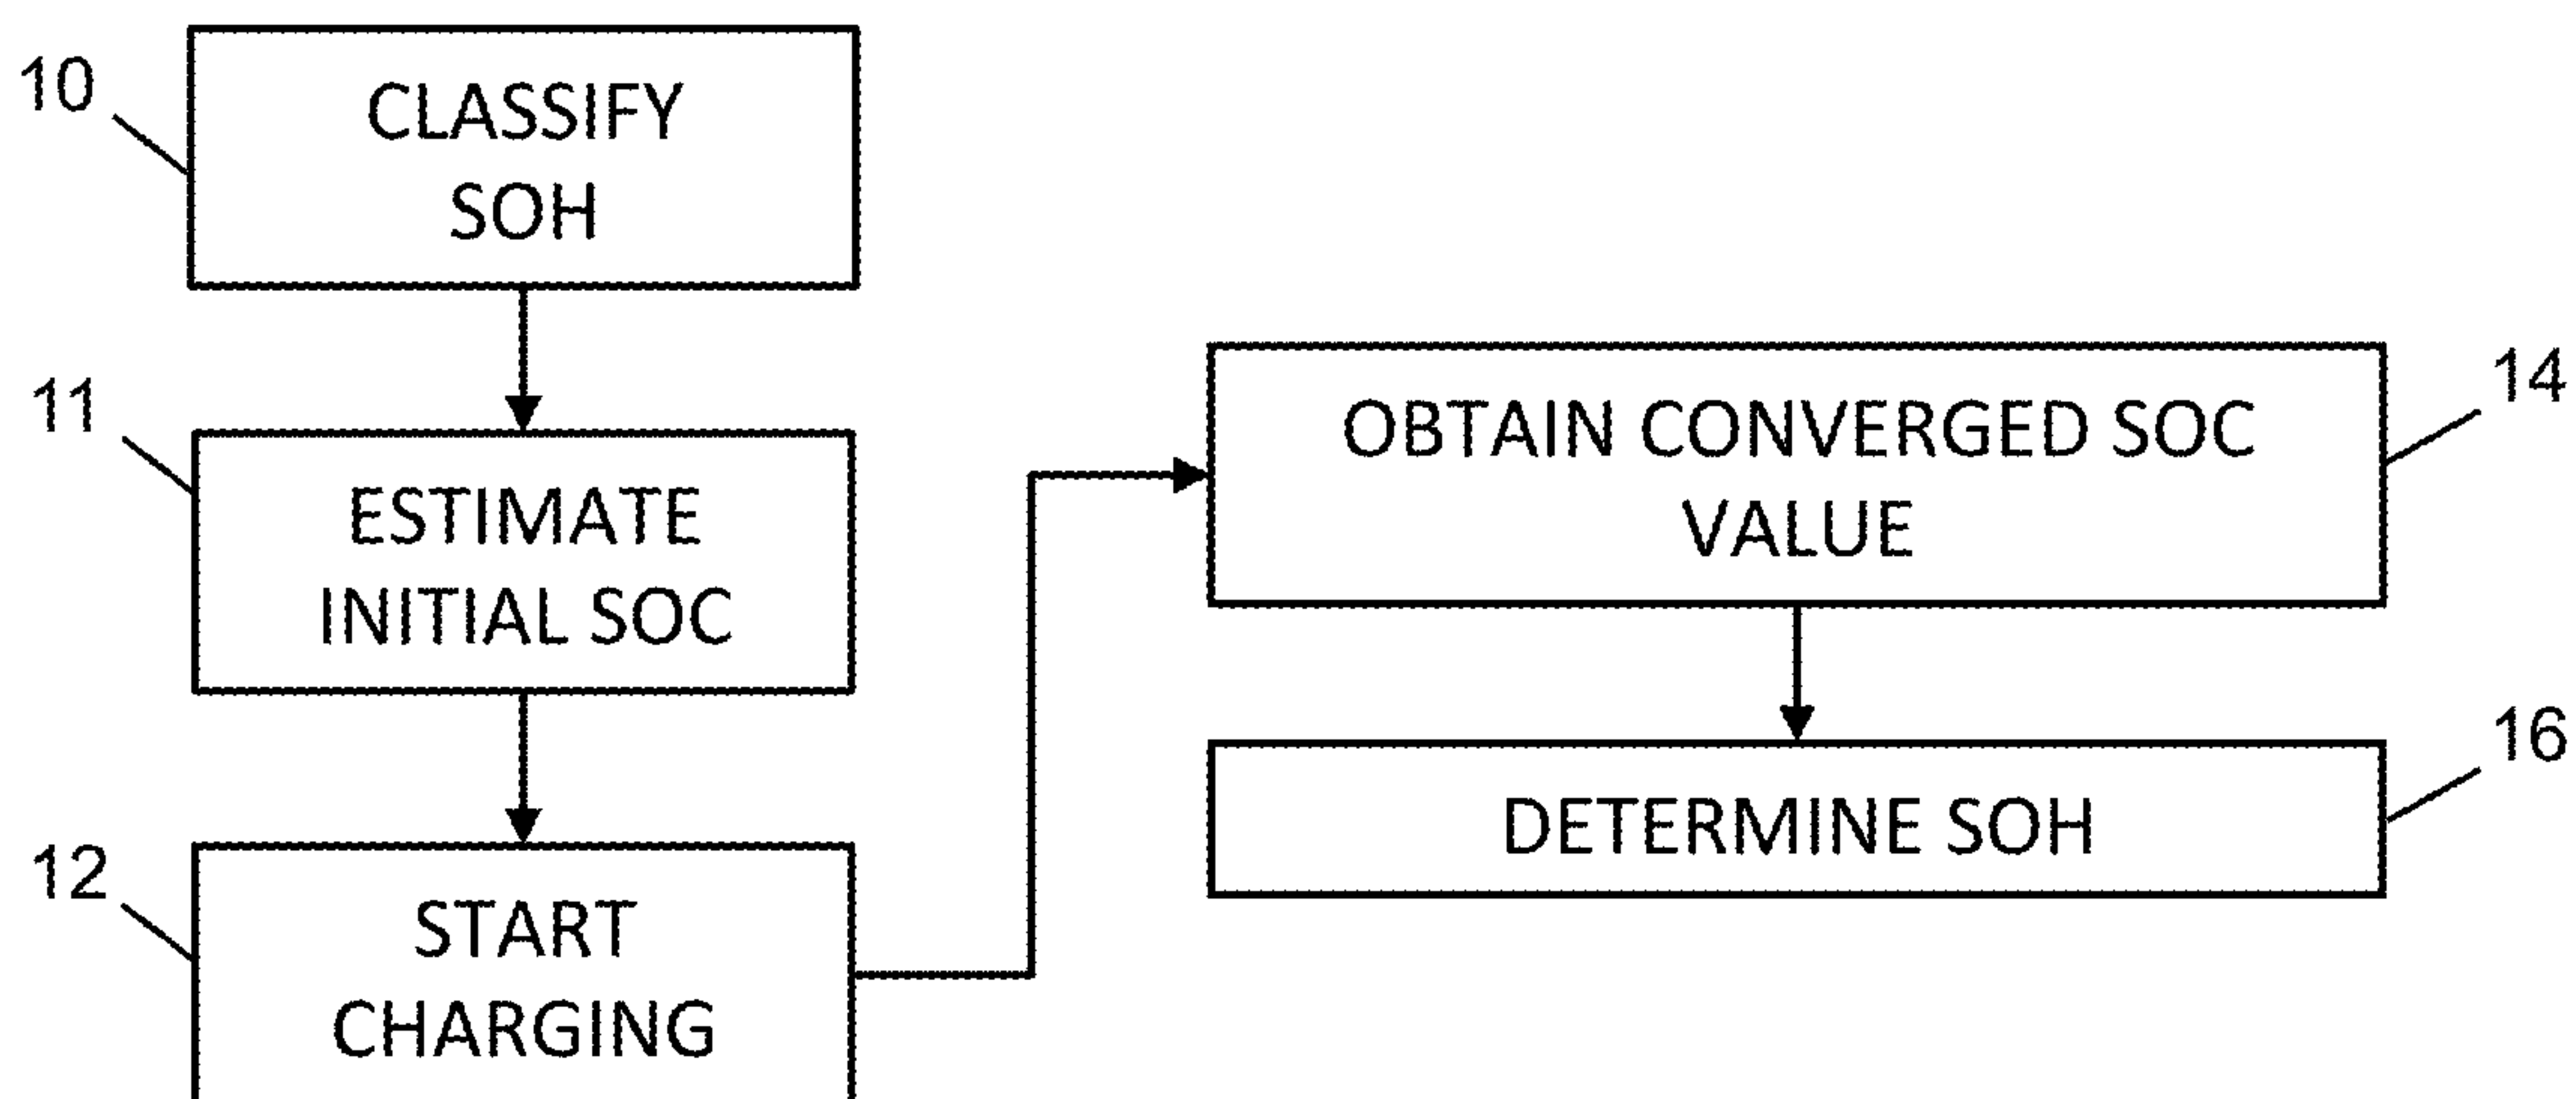 10
CLASSIFY
SOH
11
ESTIMATE
INITIAL SOC
12
START
CHARGING
OBTAIN CONVERGED SOC
VALUE
14
DETERMINE SOH
16